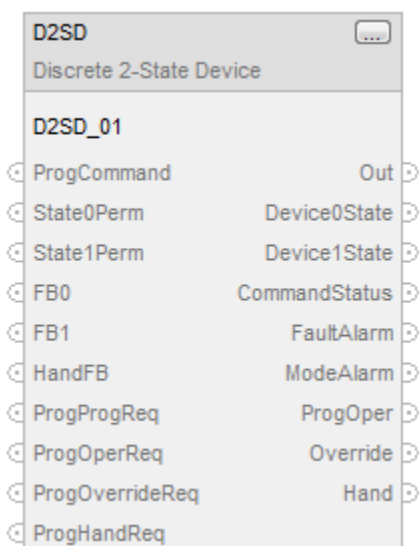 D2SD ...
Discrete 2-State Device
D2SD_01
ProgCommand Out
State0Perm Device0State
State1Perm Device1State
FB0 CommandStatus
FB1 FaultAlarm
HandFB ModeAlarm
ProgProgReq ProgOper
ProgOperReq Override
ProgOverrideReq Hand
ProgHandReq